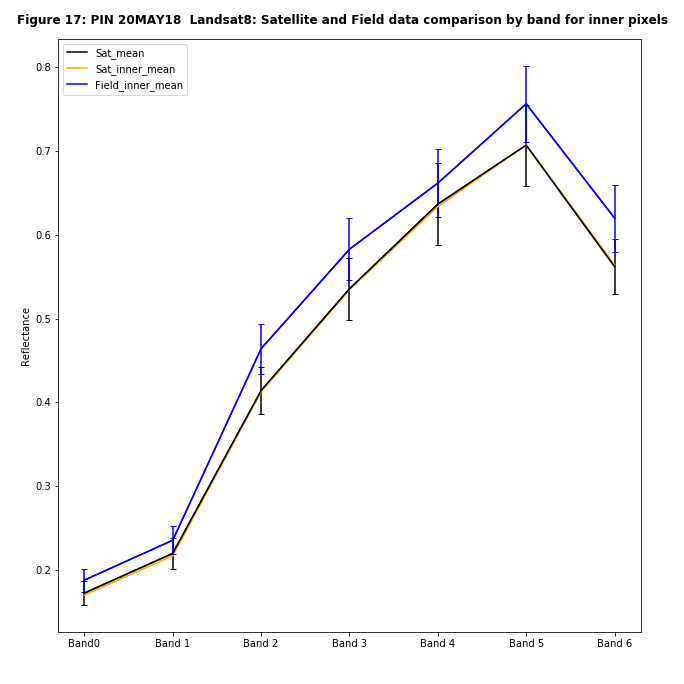 Figure 17: PIN 20MAY18  Landsat8: Satellite and Field data comparison by band for inner pixels
Sat_mean
Sat_inner_mean
Field_inner_mean
0.8
0.7
0.6
0.5
0.4
0.3
0.2
Reflectance
Band0
Band 1
Band 2
Band 3
Band 4
Band 5
Band 6